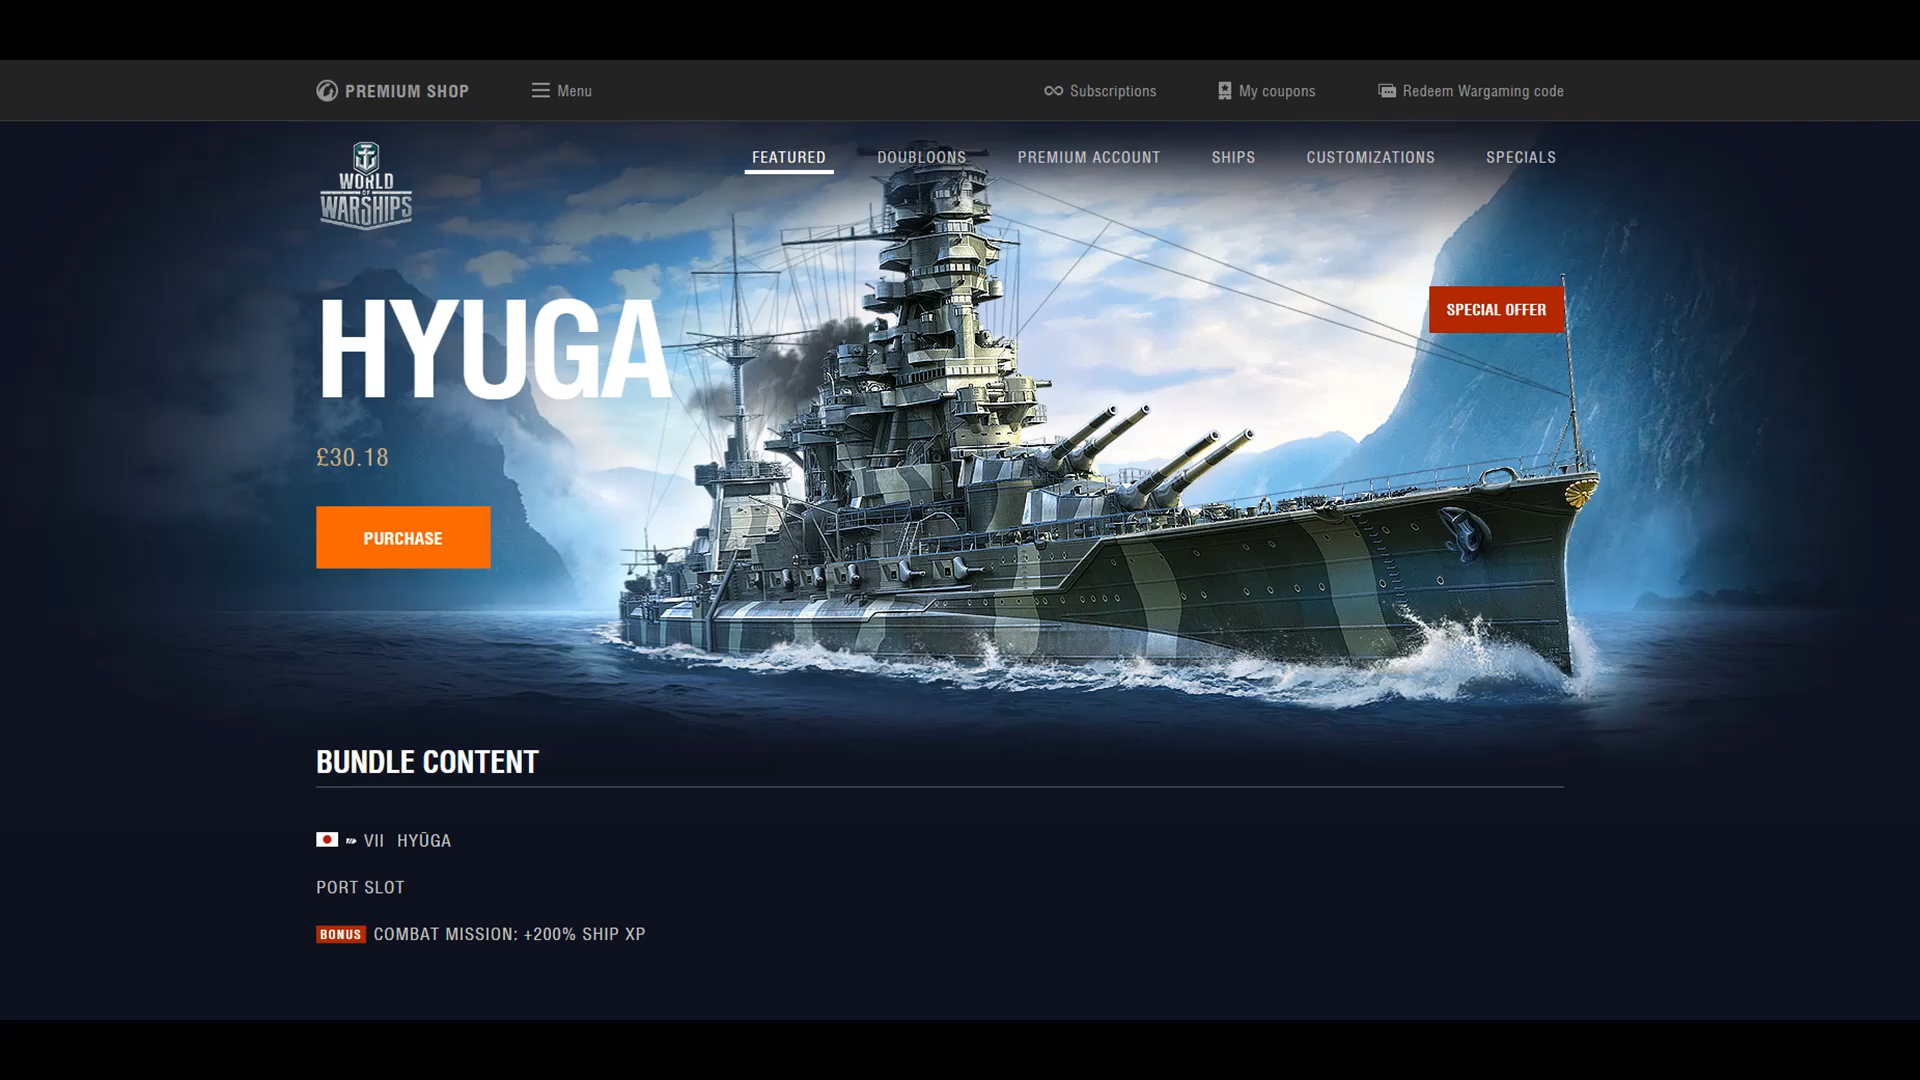 PREMIUM SHOP
Menu
Subscriptions
My coupons
Redeem Wargaming code
WORLD
OF
WARSHIPS
FEATURED
DOUBLOONS
PREMIUM ACCOUNT
SHIPS
CUSTOMIZATIONS
SPECIALS
HYUGA
SPECIAL OFFER
£30.18
PURCHASE
BUNDLE CONTENT
VII HYŪGA
PORT SLOT
BONUS COMBAT MISSION: +200% SHIP XP